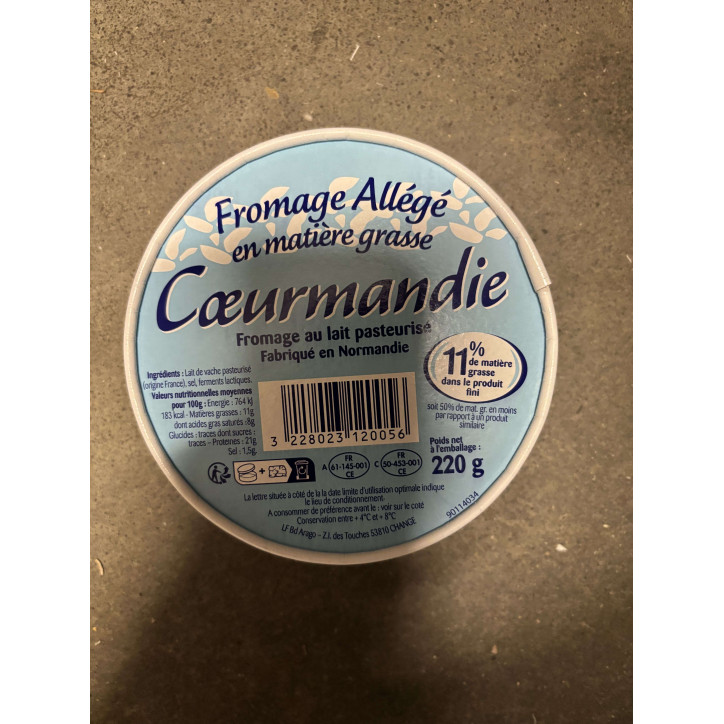 Fromage Allégé
en matière grasse
Cœurmandie
Fromage au lait pasteurisé
Fabriqué en Normandie
11% de matière
grasse
dans le produit
fini
soit 50% de mat. gr. en moins
par rapport à un produit
similaire
Ingrédients : Lait de vache pasteurisé
(origine France), sel, ferments lactiques.
Valeurs nutritionnelles moyennes
pour 100g : Energie : 764 kJ
183 kcal - Matières grasses : 11g
dont acides gras saturés : 8g
Glucides : traces dont sucres :
traces - Protéines : 21g
Sel : 1,5g.
3 228023 120056
Poids net
à l'emballage :
220 g
A FR 61-145-001 CE
C FR 50-453-001 CE
La lettre située à côté de la date limite d'utilisation optimale indique
le lieu de conditionnement.
A consommer de préférence avant le : voir sur le coté
Conservation entre + 4°C et + 8°C
LF Bd Arago - Z.I. des Touches 53810 CHANGE
90114034